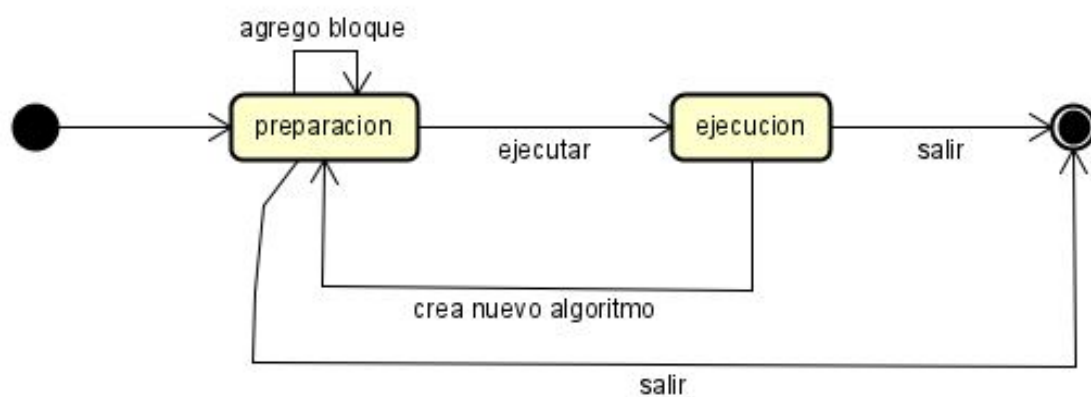 agrego bloque
preparacion
ejecutar
ejecucion
salir
crea nuevo algoritmo
salir